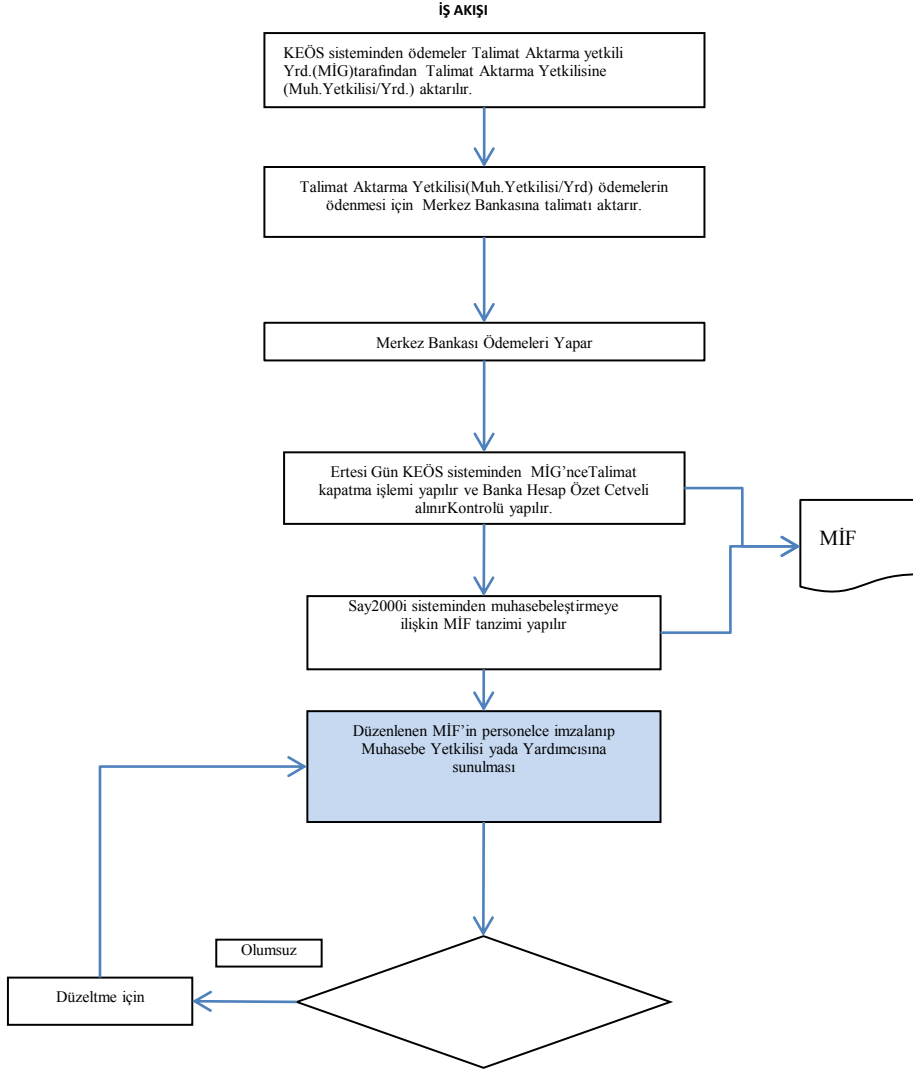 İŞ AKIŞI
KEÖS sisteminden ödemeler Talimat Aktarma yetkili
Yrd.(MİG)tarafından Talimat Aktarma Yetkilisine
(Muh.Yetkilisi/Yrd.) aktarılır.
Talimat Aktarma Yetkilisi(Muh.Yetkilisi/Yrd) ödemelerin
ödenmesi için Merkez Bankasına talimatı aktarır.
Merkez Bankası Ödemeleri Yapar
Ertesi Gün KEÖS sisteminden MİG’nceTalimat
kapatma işlemi yapılır ve Banka Hesap Özet Cetveli
alınırKontrolü yapılır.
MİF
Say2000i sisteminden muhasebeleştirmeye
ilişkin MİF tanzimi yapılır
Düzenlenen MİF’in personelce imzalanıp
Muhasebe Yetkilisi yada Yardımcısına
sunulması
Olumsuz
Düzeltme için